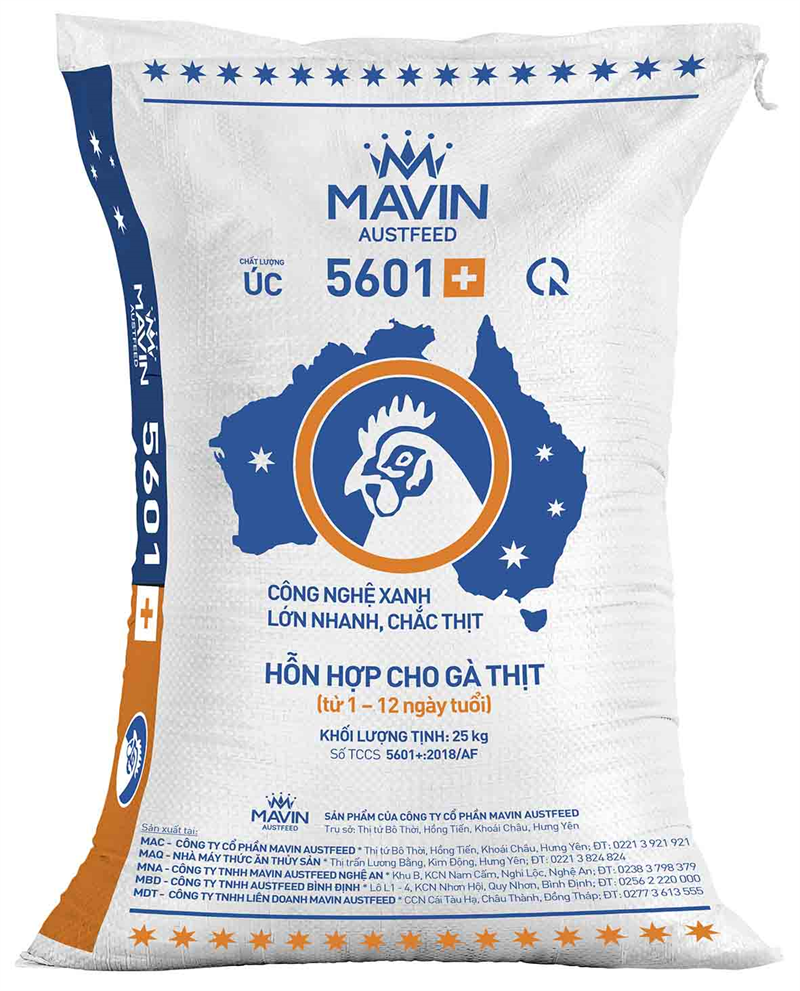 MAVIN
AUSTFEED
CHẤT LƯỢNG
ÚC
5601+
CR
MAVIN
AUSTFEED
5601
+
CÔNG NGHỆ XANH
LỚN NHANH, CHẮC THỊT
HỖN HỢP CHO GÀ THỊT
(từ 1 – 12 ngày tuổi)
KHỐI LƯỢNG TỊNH: 25 kg
Số TCCS 5601+:2018/AF
MAVIN
AUSTFEED
SẢN PHẨM CỦA CÔNG TY CỔ PHẦN MAVIN AUSTFEED
Trụ sở: Thị tứ Bô Thời, Hồng Tiến, Khoái Châu, Hưng Yên
Sản xuất tại:
MAC - CÔNG TY CỔ PHẦN MAVIN AUSTFEED * Thị tứ Bô Thời, Hồng Tiến, Khoái Châu, Hưng Yên; ĐT: 0221 3 921 921
MAQ - NHÀ MÁY THỨC ĂN THỦY SẢN * Thị trấn Lương Bằng, Kim Động, Hưng Yên; ĐT: 0221 3 824 824
MNA - CÔNG TY TNHH MAVIN AUSTFEED NGHỆ AN * Khu B, KCN Nam Cấm, Nghi Lộc, Nghệ An; ĐT: 0238 3 798 379
MBD - CÔNG TY TNHH AUSTFEED BÌNH ĐỊNH * Lô L1 - 4, KCN Nhơn Hội, Quy Nhơn, Bình Định; ĐT: 0256 2 220 000
MDT - CÔNG TY TNHH LIÊN DOANH MAVIN AUSTFEED * CCN Cái Tàu Hạ, Châu Thành, Đồng Tháp; ĐT: 0277 3 613 555